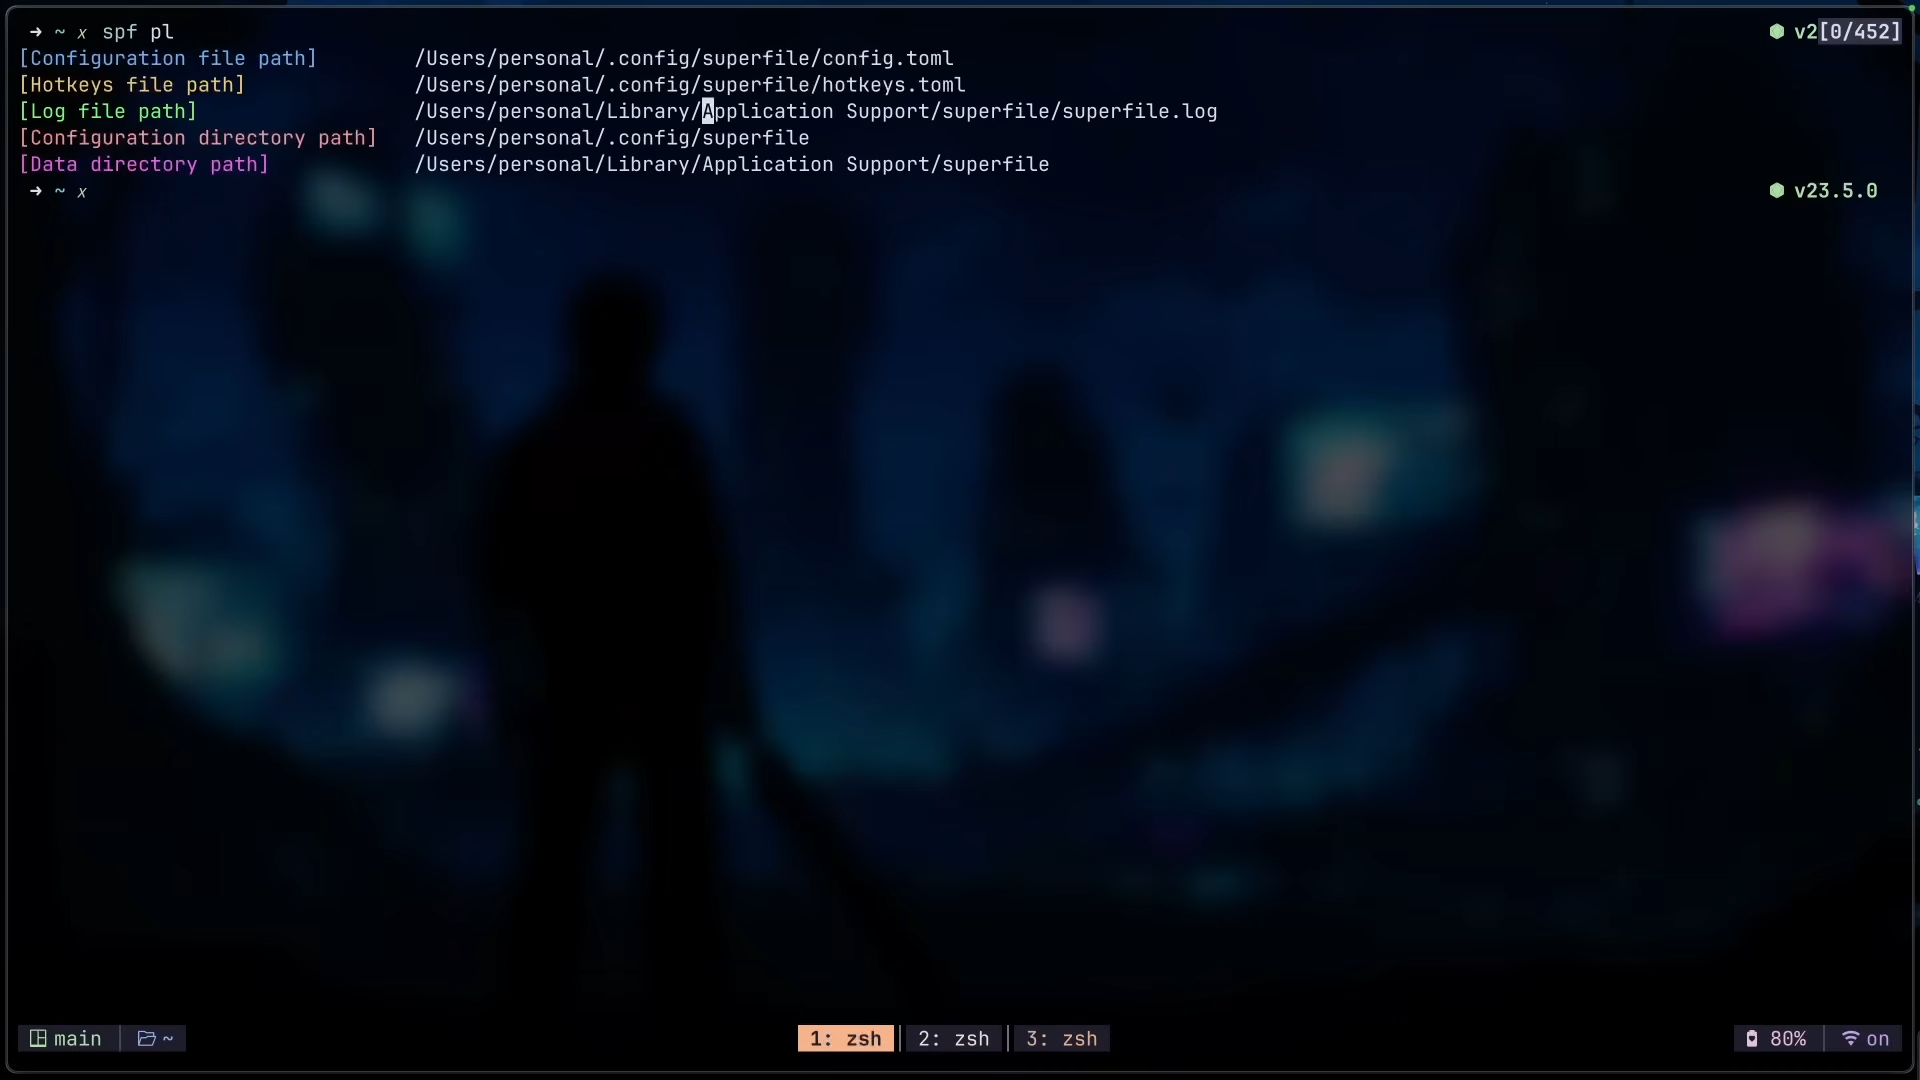 ➜ ~ x spf pl v2[0/452]
[Configuration file path] /Users/personal/.config/superfile/config.toml
[Hotkeys file path] /Users/personal/.config/superfile/hotkeys.toml
[Log file path] /Users/personal/Library/Application Support/superfile/superfile.log
[Configuration directory path] /Users/personal/.config/superfile
[Data directory path] /Users/personal/Library/Application Support/superfile
➜ ~ x v23.5.0
main ~ 1: zsh 2: zsh 3: zsh 80% on